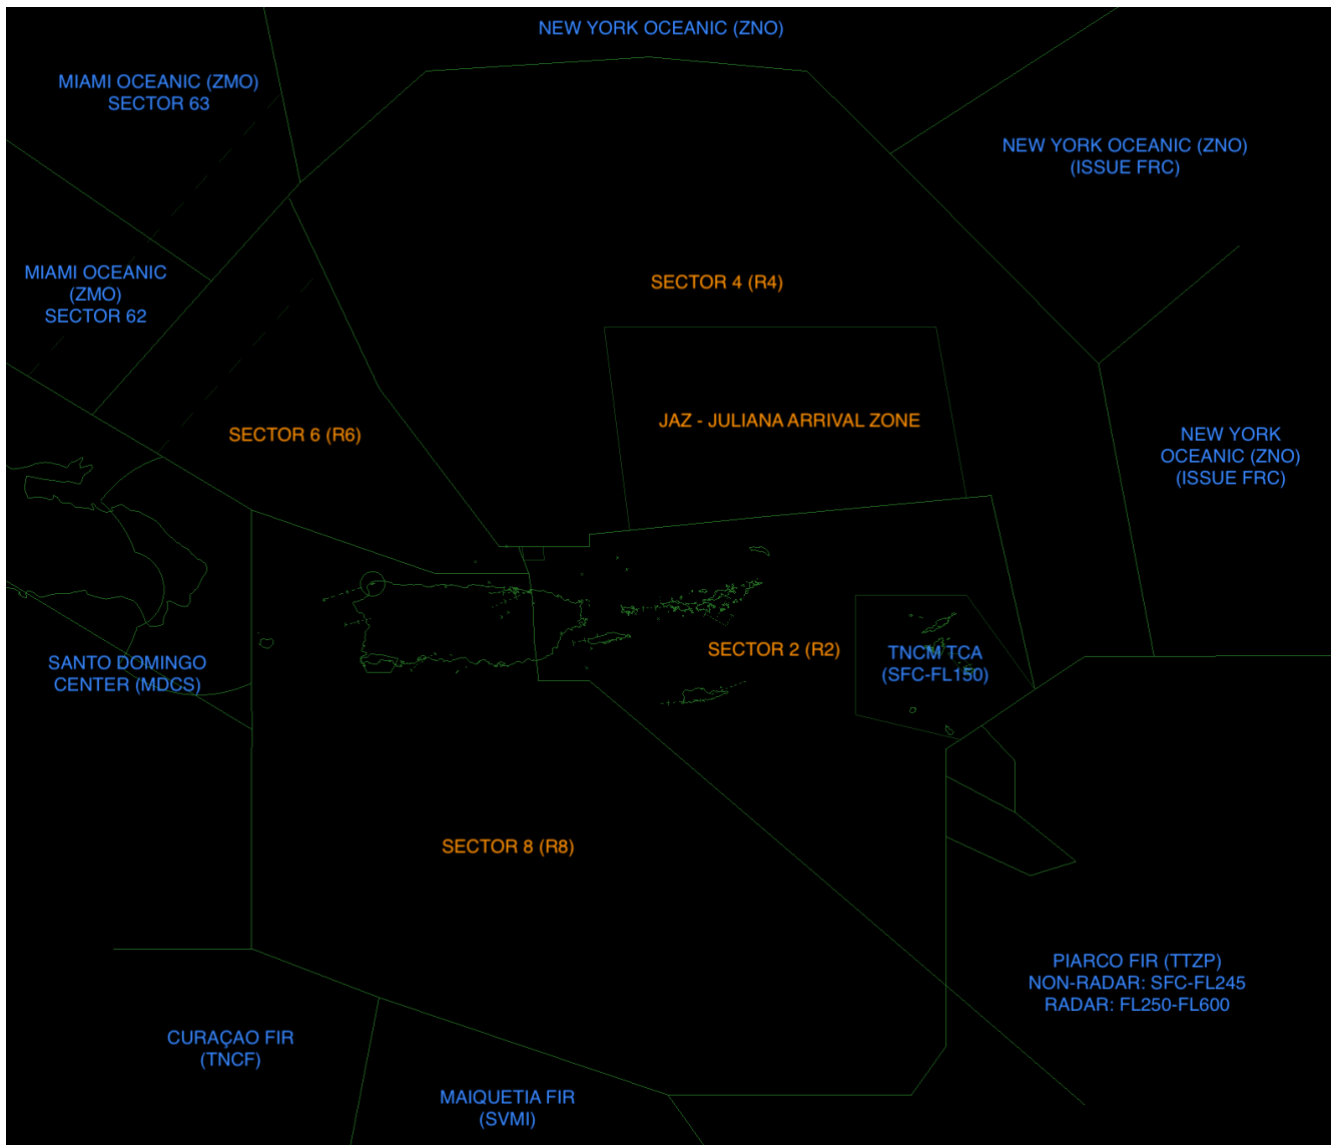 NEW YORK OCEANIC (ZNO)
MIAMI OCEANIC (ZMO)
SECTOR 63
NEW YORK OCEANIC (ZNO)
(ISSUE FRC)
MIAMI OCEANIC
(ZMO)
SECTOR 62
SECTOR 4 (R4)
JAZ - JULIANA ARRIVAL ZONE
SECTOR 6 (R6)
NEW YORK
OCEANIC (ZNO)
(ISSUE FRC)
SANTO DOMINGO
CENTER (MDCS)
SECTOR 2 (R2)
TNCM TCA
(SFC-FL150)
SECTOR 8 (R8)
PIARCO FIR (TTZP)
NON-RADAR: SFC-FL245
RADAR: FL250-FL600
CURAÇAO FIR
(TNCF)
MAIQUETIA FIR
(SVMI)